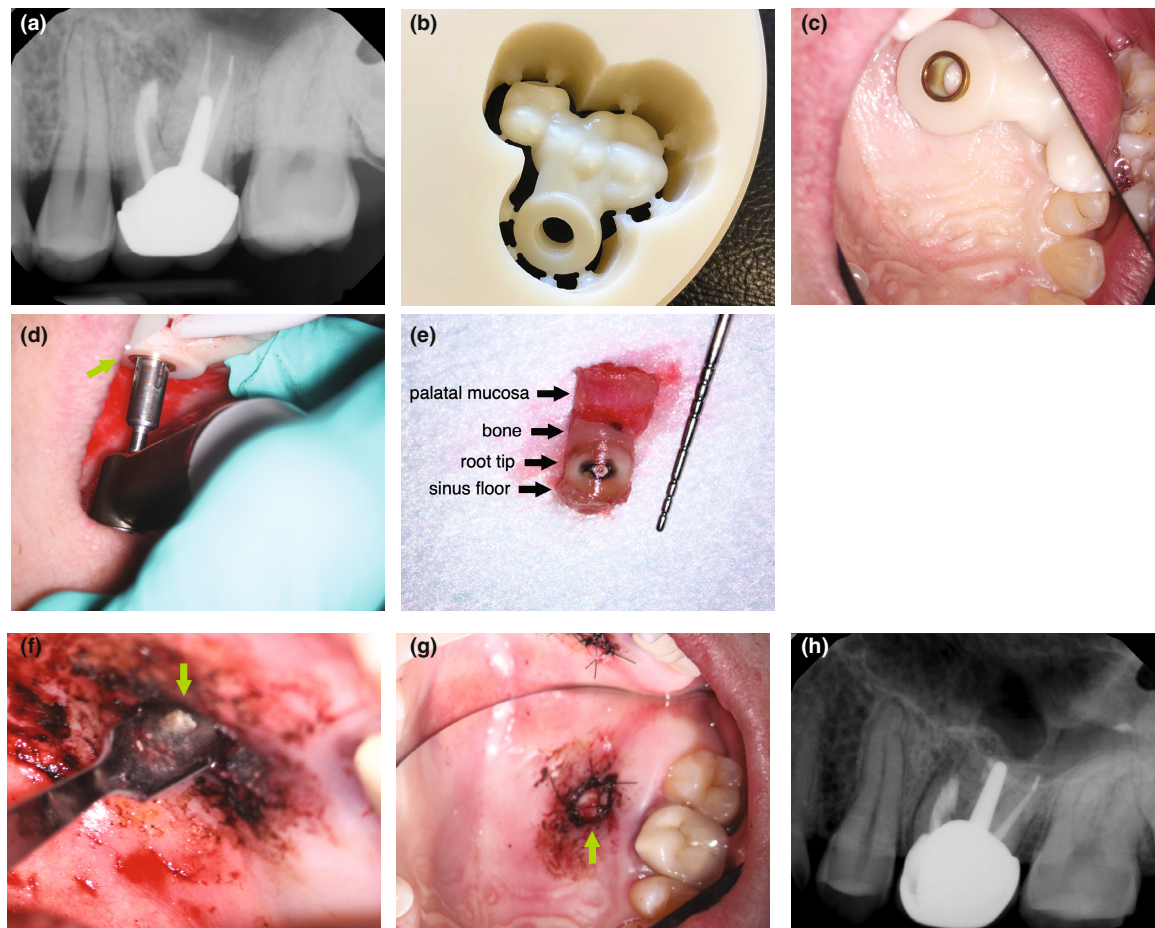 (a)
(b)
(c)
(d)
(e)
palatal mucosa
bone
root tip
sinus floor
(f)
(g)
(h)